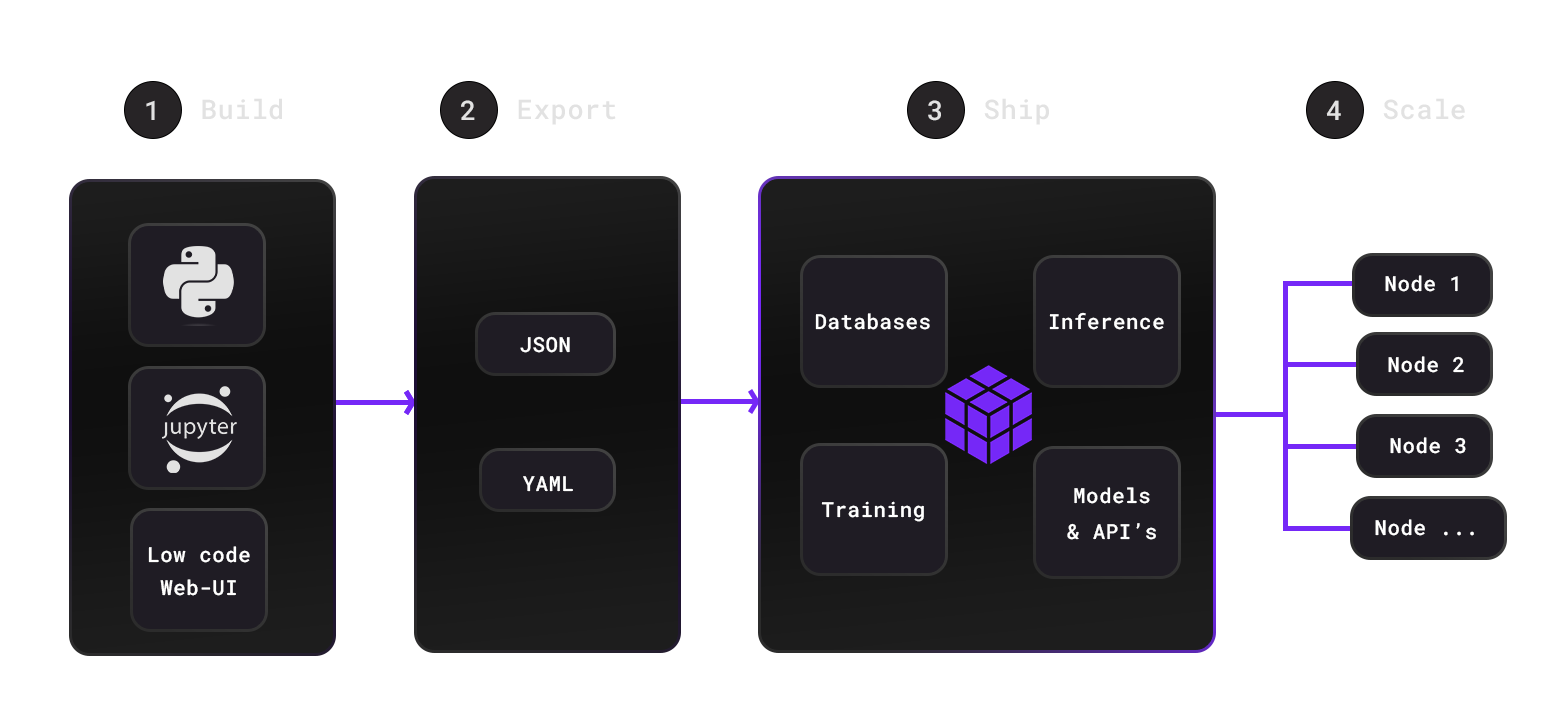 1 Build
2 Export
3 Ship
4 Scale
jupyter
Low code
Web-UI
JSON
YAML
Databases
Inference
Training
Models
& API’s
Node 1
Node 2
Node 3
Node ...